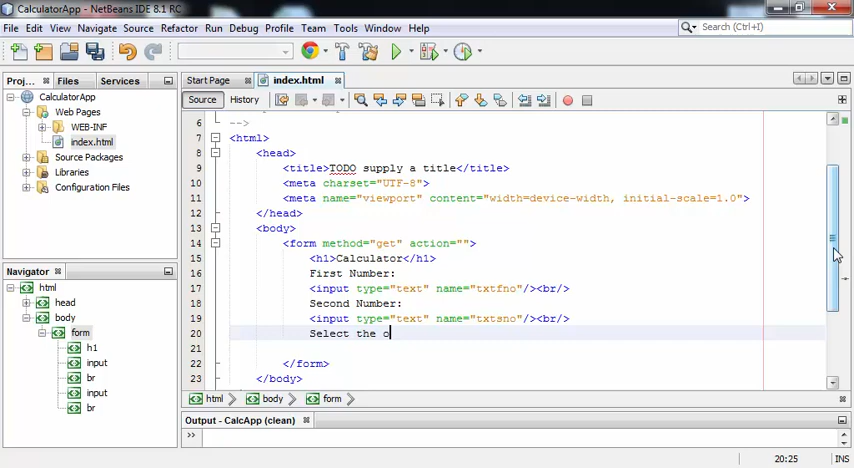 CalculatorApp - NetBeans IDE 8.1 RC
File Edit View Navigate Source Refactor Run Debug Profile Team Tools Window Help
Search (Ctrl+I)
Proj... Files Services
CalculatorApp
Web Pages
WEB-INF
index.html
Source Packages
Libraries
Configuration Files
Navigator
html
head
body
form
h1
input
br
input
br
Start Page index.html
Source History
6 -->
7 <html>
8 <head>
9 <title>TODO supply a title</title>
10 <meta charset="UTF-8">
11 <meta name="viewport" content="width=device-width, initial-scale=1.0">
12 </head>
13 <body>
14 <form method="get" action="">
15 <h1>Calculator</h1>
16 First Number:
17 <input type="text" name="txtfno"/><br/>
18 Second Number:
19 <input type="text" name="txtsno"/><br/>
20 Select the o
21
22 </form>
23 </body>
html body form
Output - CalcApp (clean)
20:25 INS